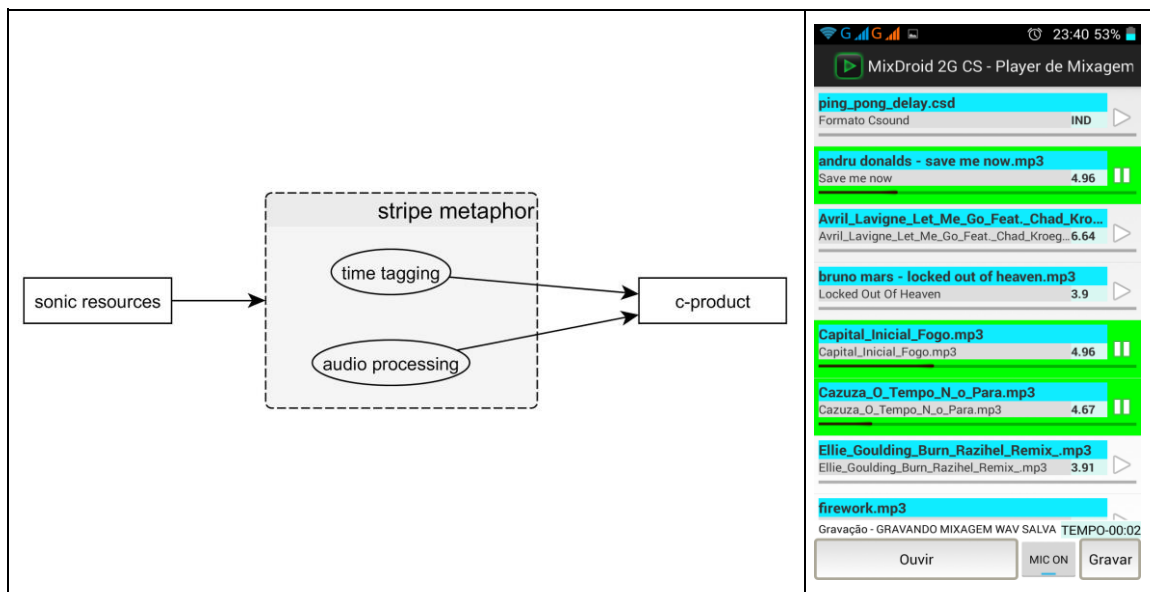 stripe metaphor
time tagging
sonic resources
c-product
audio processing
G G 23:40 53%
MixDroid 2G CS - Player de Mixagem
ping_pong_delay.csd
Formato Csound IND
andru donalds - save me now.mp3
Save me now 4.96
Avril_Lavigne_Let_Me_Go_Feat._Chad_Kro...
Avril_Lavigne_Let_Me_Go_Feat._Chad_Kroeg... 6.64
bruno mars - locked out of heaven.mp3
Locked Out Of Heaven 3.9
Capital_Inicial_Fogo.mp3
Capital_Inicial_Fogo.mp3 4.96
Cazuza_O_Tempo_N_o_Para.mp3
Cazuza_O_Tempo_N_o_Para.mp3 4.67
Ellie_Goulding_Burn_Razihel_Remix_.mp3
Ellie_Goulding_Burn_Razihel_Remix_.mp3 3.91
firework.mp3
Gravação - GRAVANDO MIXAGEM WAV SALVA TEMPO-00:02
Ouvir MIC ON Gravar